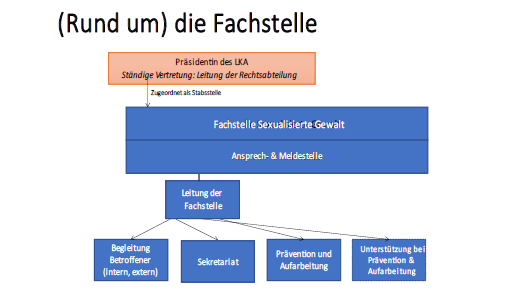 (Rund um) die Fachstelle
Präsidentin des LKA
Ständige Vertretung: Leitung der Rechtsabteilung
Zugeordnet als Stabsstelle
Fachstelle Sexualisierte Gewalt
Ansprech- & Meldestelle
Leitung der
Fachstelle
Begleitung
Betroffener
(intern, extern)
Sekretariat
Prävention und
Aufarbeitung
Unterstützung bei
Prävention &
Aufarbeitung